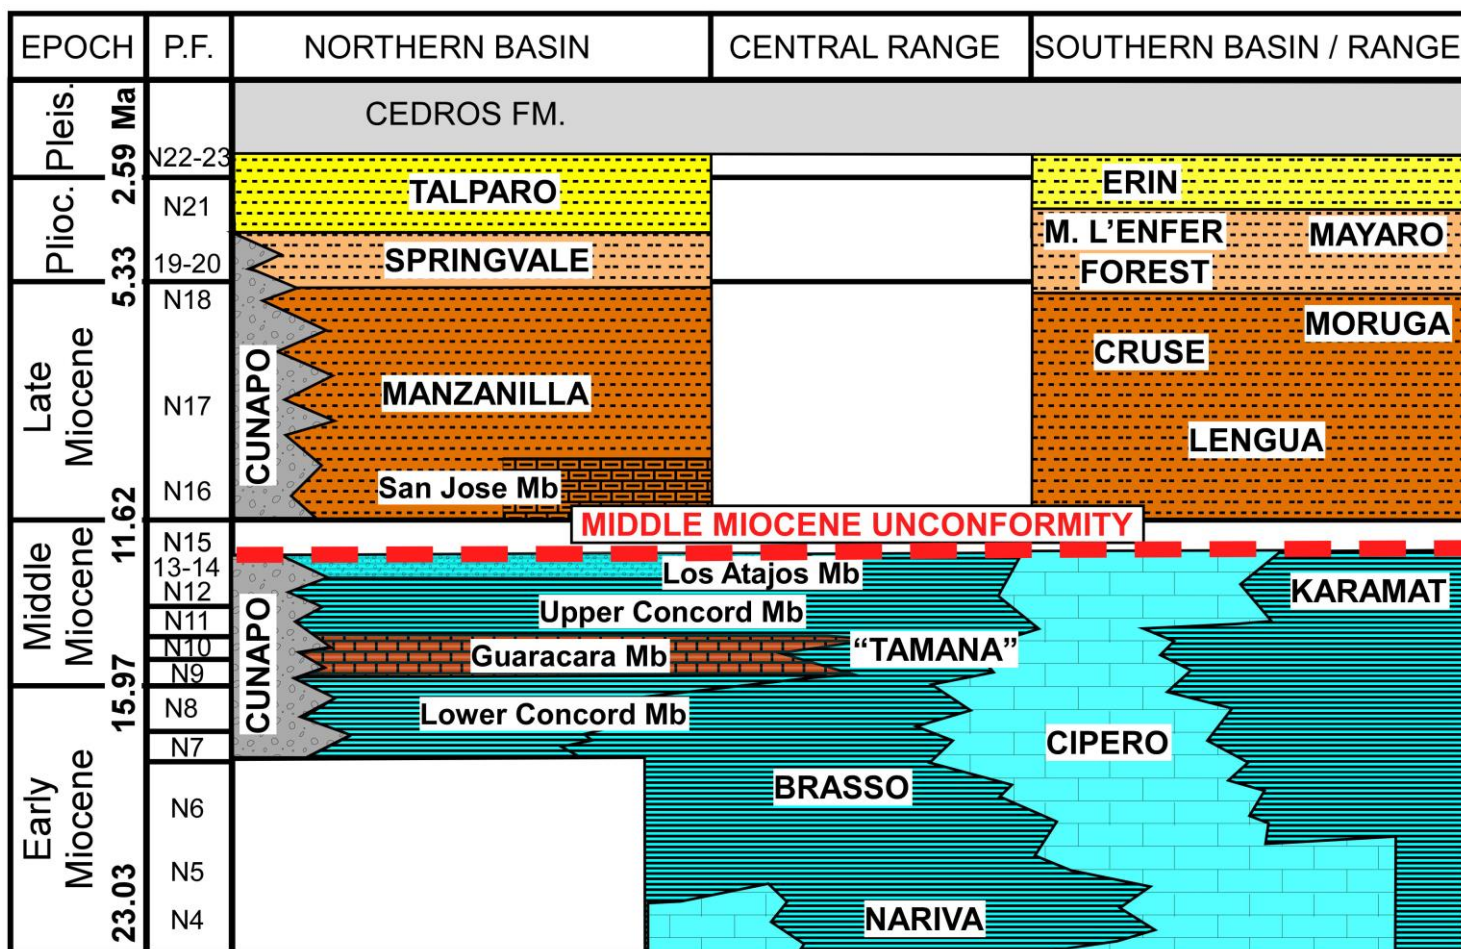 EPOCH
P.F.
NORTHERN BASIN
CENTRAL RANGE
SOUTHERN BASIN / RANGE
Pleis.
2.59 Ma
Plioc.
5.33
Late
Miocene
11.62
Middle
Miocene
15.97
Early
Miocene
23.03
N22-23
N21
19-20
N18
N17
N16
N15
13-14
N12
N11
N10
N9
N8
N7
N6
N5
N4
CEDROS FM.
TALPARO
SPRINGVALE
CUNAPO
MANZANILLA
San Jose Mb
ERIN
M. L'ENFER
MAYARO
FOREST
MORUGA
CRUSE
LENGUA
MIDDLE MIOCENE UNCONFORMITY
Los Atajos Mb
Upper Concord Mb
KARAMAT
CUNAPO
Guaracara Mb
“TAMANA”
Lower Concord Mb
CIPERO
BRASSO
NARIVA